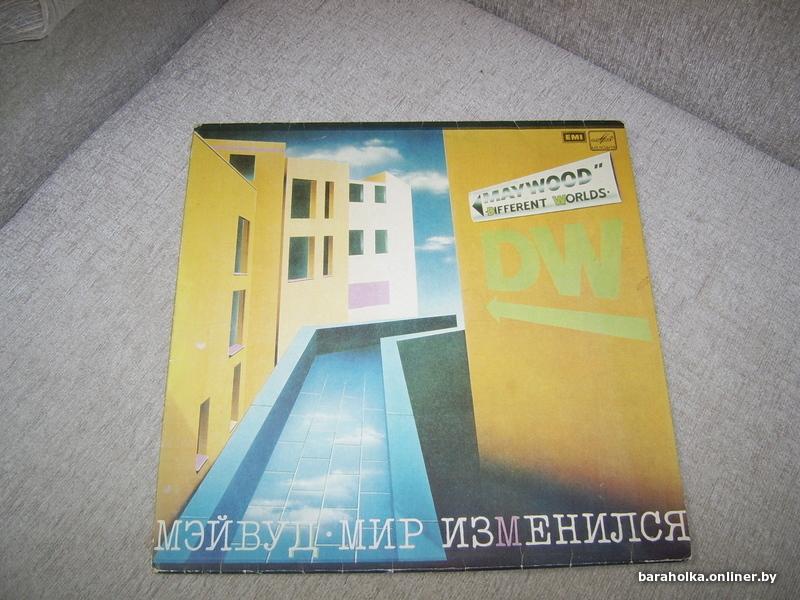 EMI
"MAYWOOD"
DIFFERENT WORLDS·
DW
МЭЙВУД·МИР ИЗМЕНИЛСЯ
baraholka.onliner.by